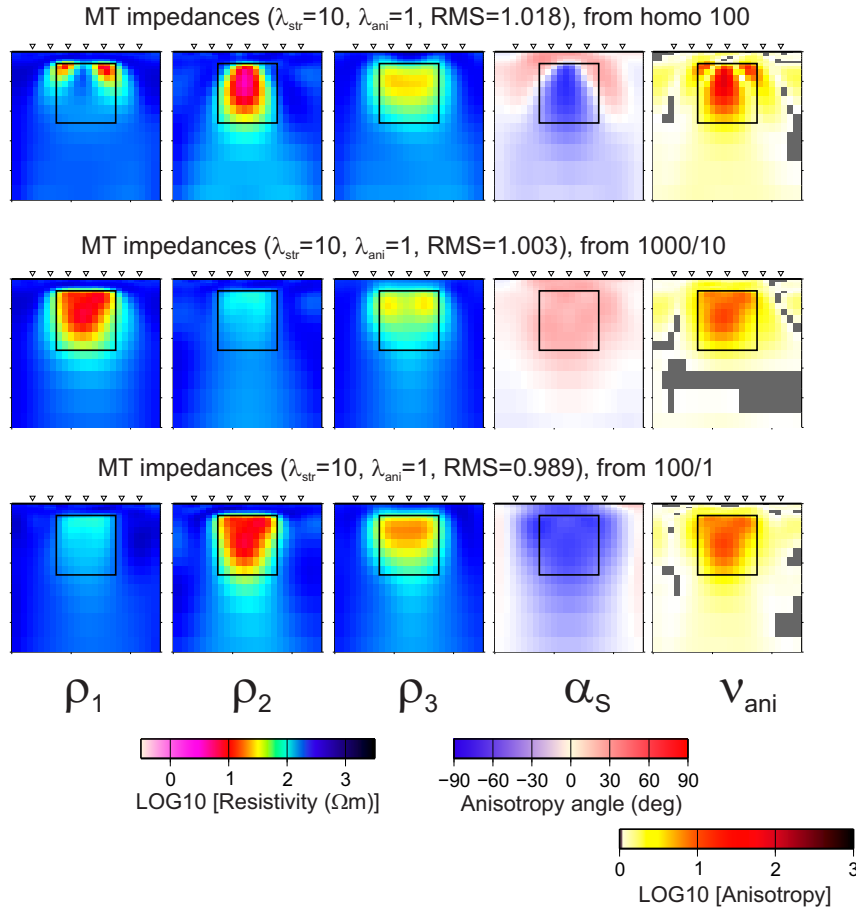 MT impedances (λstr=10, λani=1, RMS=1.018), from homo 100
MT impedances (λstr=10, λani=1, RMS=1.003), from 1000/10
MT impedances (λstr=10, λani=1, RMS=0.989), from 100/1
ρ1 ρ2 ρ3 αS νani
0 1 2 3
LOG10 [Resistivity (Ωm)]
−90 −60 −30 0 30 60 90
Anisotropy angle (deg)
0 1 2 3
LOG10 [Anisotropy]